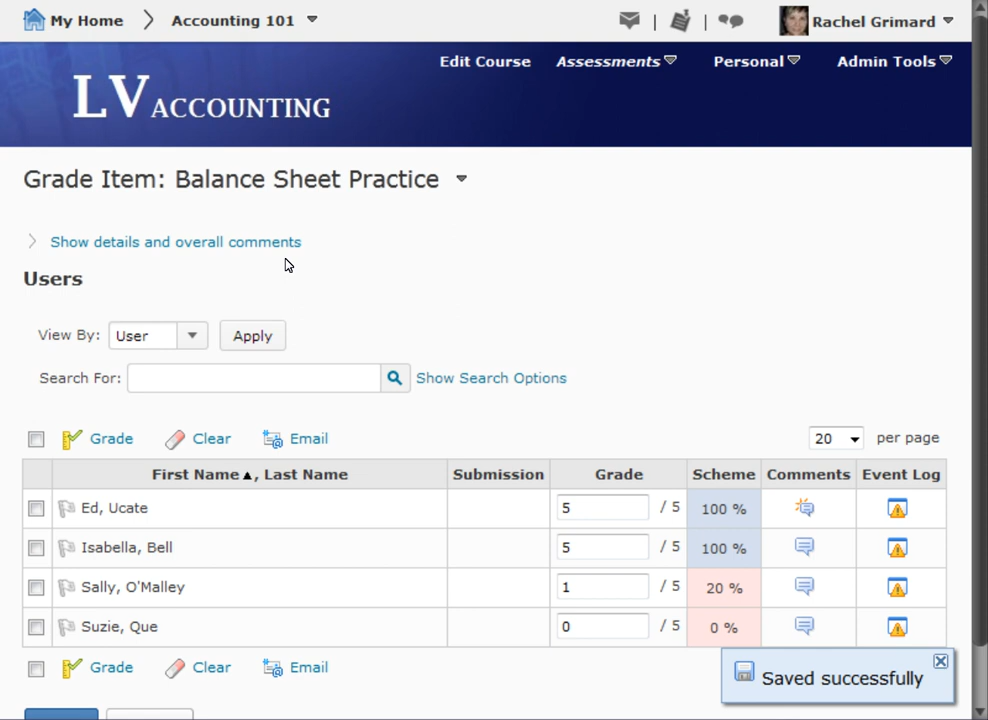 My Home Accounting 101 | | Rachel Grimard
Edit Course Assessments Personal Admin Tools
LV ACCOUNTING
Grade Item: Balance Sheet Practice
Show details and overall comments
Users
View By: User Apply
Search For: Show Search Options
Grade Clear Email 20 per page
First Name ▲, Last Name Submission Grade Scheme Comments Event Log
Ed, Ucate 5 / 5 100 %
Isabella, Bell 5 / 5 100 %
Sally, O'Malley 1 / 5 20 %
Suzie, Que 0 / 5 0 %
Grade Clear Email
Saved successfully